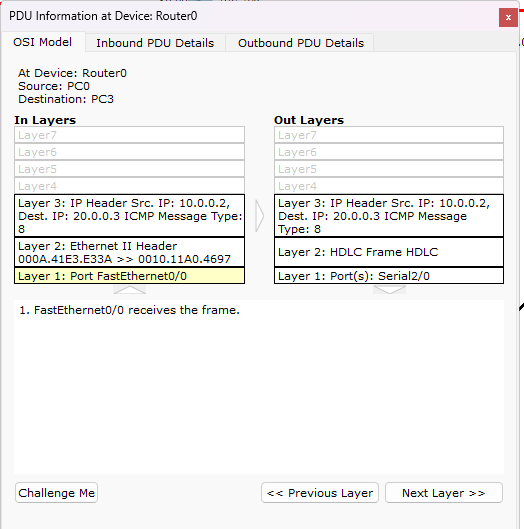 PDU Information at Device: Router0
x
OSI Model
Inbound PDU Details
Outbound PDU Details
At Device: Router0
Source: PC0
Destination: PC3
In Layers
Layer7
Layer6
Layer5
Layer4
Layer 3: IP Header Src. IP: 10.0.0.2,
Dest. IP: 20.0.0.3 ICMP Message Type:
8
Layer 2: Ethernet II Header
000A.41E3.E33A >> 0010.11A0.4697
Layer 1: Port FastEthernet0/0
Out Layers
Layer7
Layer6
Layer5
Layer4
Layer 3: IP Header Src. IP: 10.0.0.2,
Dest. IP: 20.0.0.3 ICMP Message
Type: 8
Layer 2: HDLC Frame HDLC
Layer 1: Port(s): Serial2/0
1. FastEthernet0/0 receives the frame.
Challenge Me
<< Previous Layer
Next Layer >>